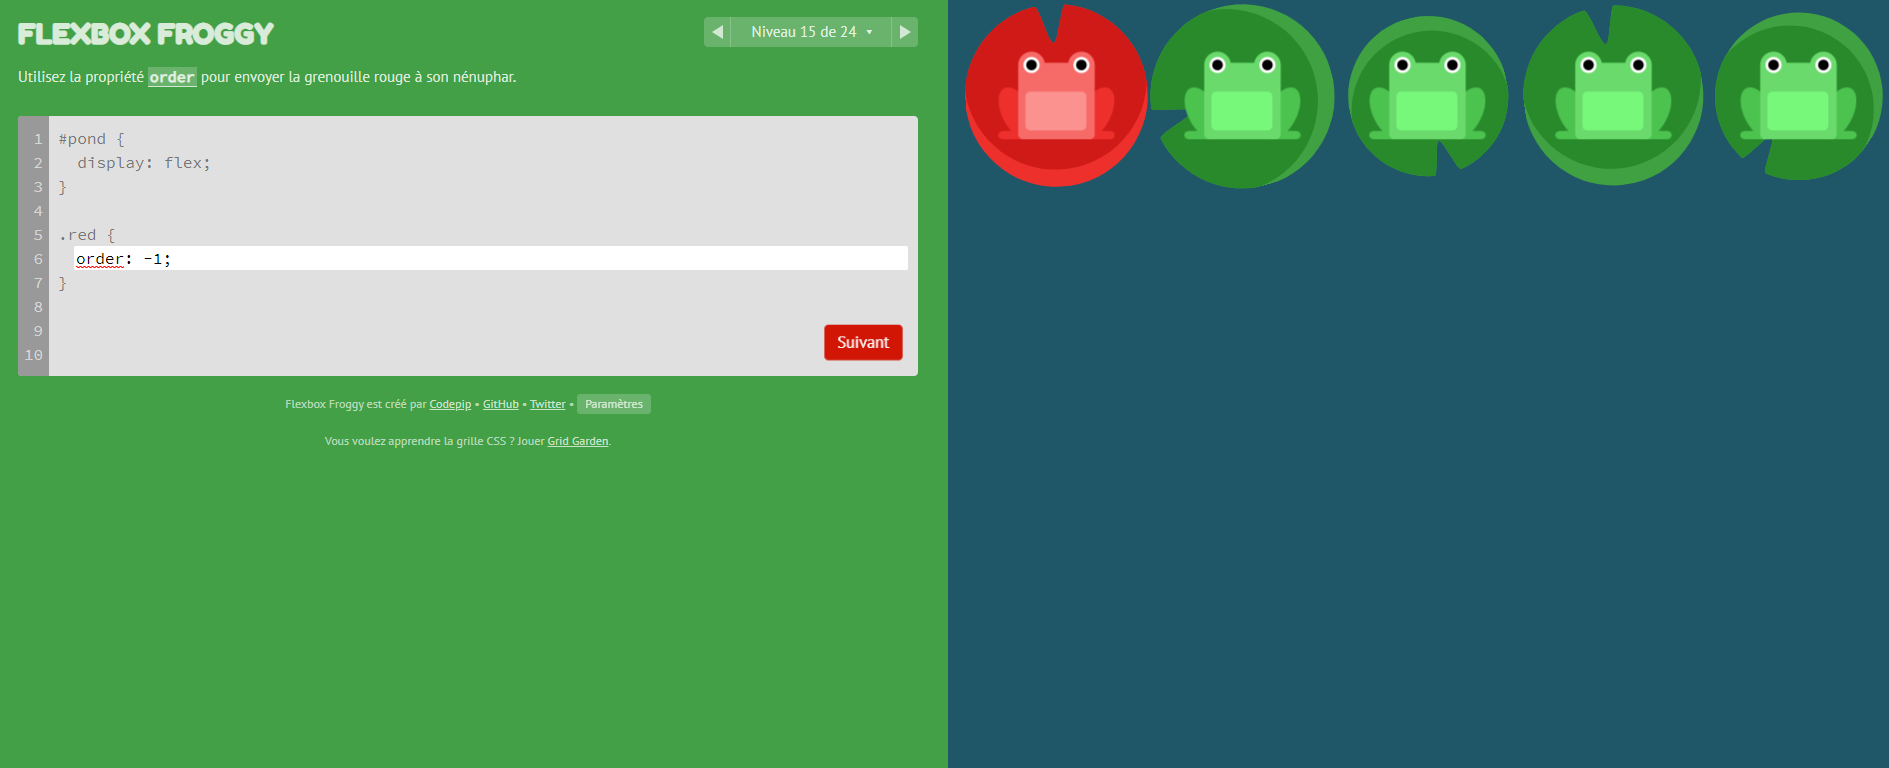 FLEXBOX FROGGY
Niveau 15 de 24
Utilisez la propriété order pour envoyer la grenouille rouge à son nénuphar.
1 #pond {
2 display: flex;
3 }
4
5 .red {
6 order: -1;
7 }
8
9
10
Suivant
Flexbox Froggy est créé par Codepip • GitHub • Twitter • Paramètres
Vous voulez apprendre la grille CSS ? Jouer Grid Garden.